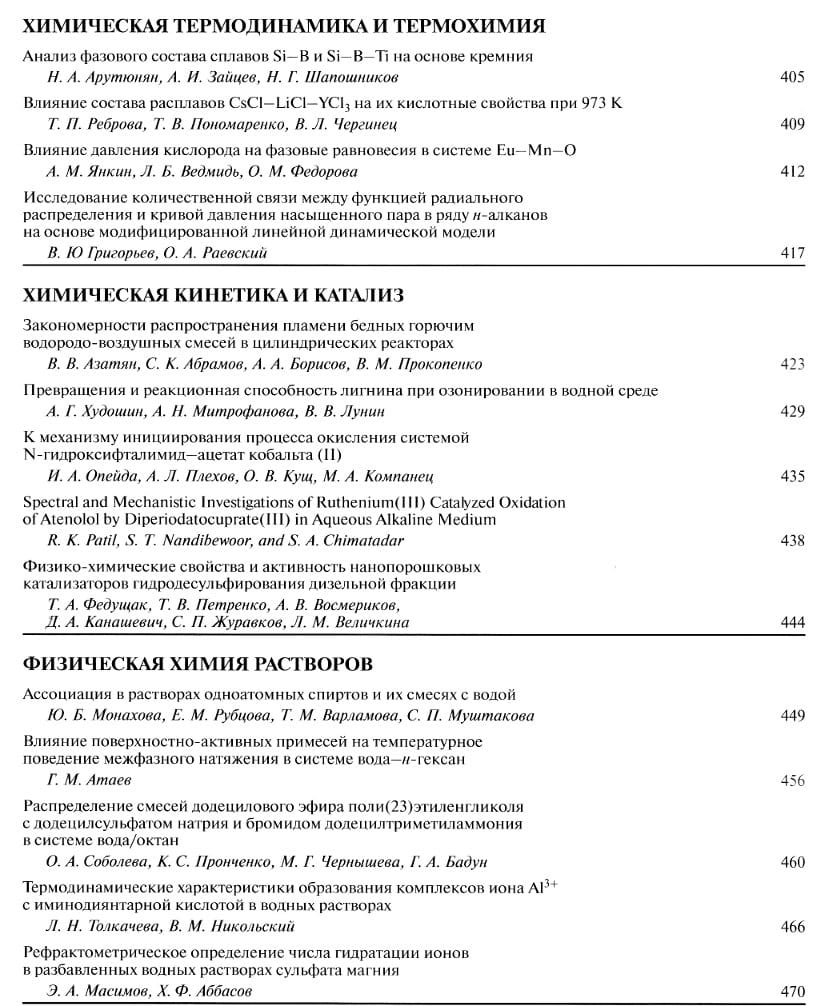 ХИМИЧЕСКАЯ ТЕРМОДИНАМИКА И ТЕРМОХИМИЯ
Анализ фазового состава сплавов Si–B и Si–B–Ti на основе кремния
Н. А. Арутюнян, А. И. Зайцев, Н. Г. Шапошников 405
Влияние состава расплавов CsCl–LiCl–YCl₃ на их кислотные свойства при 973 K
Т. П. Реброва, Т. В. Пономаренко, В. Л. Чергинец 409
Влияние давления кислорода на фазовые равновесия в системе Eu–Mn–O
А. М. Янкин, Л. Б. Ведмидь, О. М. Федорова 412
Исследование количественной связи между функцией радиального
распределения и кривой давления насыщенного пара в ряду н-алканов
на основе модифицированной линейной динамической модели
В. Ю Григорьев, О. А. Раевский 417
ХИМИЧЕСКАЯ КИНЕТИКА И КАТАЛИЗ
Закономерности распространения пламени бедных горючим
водородо-воздушных смесей в цилиндрических реакторах
В. В. Азатян, С. К. Абрамов, А. А. Борисов, В. М. Прокопенко 423
Превращения и реакционная способность лигнина при озонировании в водной среде
А. Г. Худошин, А. Н. Митрофанова, В. В. Лунин 429
К механизму инициирования процесса окисления системой
N-гидроксифталимид–ацетат кобальта (II)
И. А. Опейда, А. Л. Плехов, О. В. Кущ, М. А. Компанец 435
Spectral and Mechanistic Investigations of Ruthenium(III) Catalyzed Oxidation
of Atenolol by Diperiodatocuprate(III) in Aqueous Alkaline Medium
R. K. Patil, S. T. Nandibewoor, and S. A. Chimatadar 438
Физико-химические свойства и активность нанопорошковых
катализаторов гидродесульфирования дизельной фракции
Т. А. Федущак, Т. В. Петренко, А. В. Восмериков,
Д. А. Канашевич, С. П. Журавков, Л. М. Величкина 444
ФИЗИЧЕСКАЯ ХИМИЯ РАСТВОРОВ
Ассоциация в растворах одноатомных спиртов и их смесях с водой
Ю. Б. Монахова, Е. М. Рубцова, Т. М. Варламова, С. П. Муштакова 449
Влияние поверхностно-активных примесей на температурное
поведение межфазного натяжения в системе вода–н-гексан
Г. М. Атаев 456
Распределение смесей додецилового эфира поли(23)этиленгликоля
с додецилсульфатом натрия и бромидом додецилтриметиламмония
в системе вода/октан
О. А. Соболева, К. С. Пронченко, М. Г. Чернышева, Г. А. Бадун 460
Термодинамические характеристики образования комплексов иона Al³⁺
с иминодиянтарной кислотой в водных растворах
Л. Н. Толкачева, В. М. Никольский 466
Рефрактометрическое определение числа гидратации ионов
в разбавленных водных растворах сульфата магния
Э. А. Масимов, Х. Ф. Аббасов 470